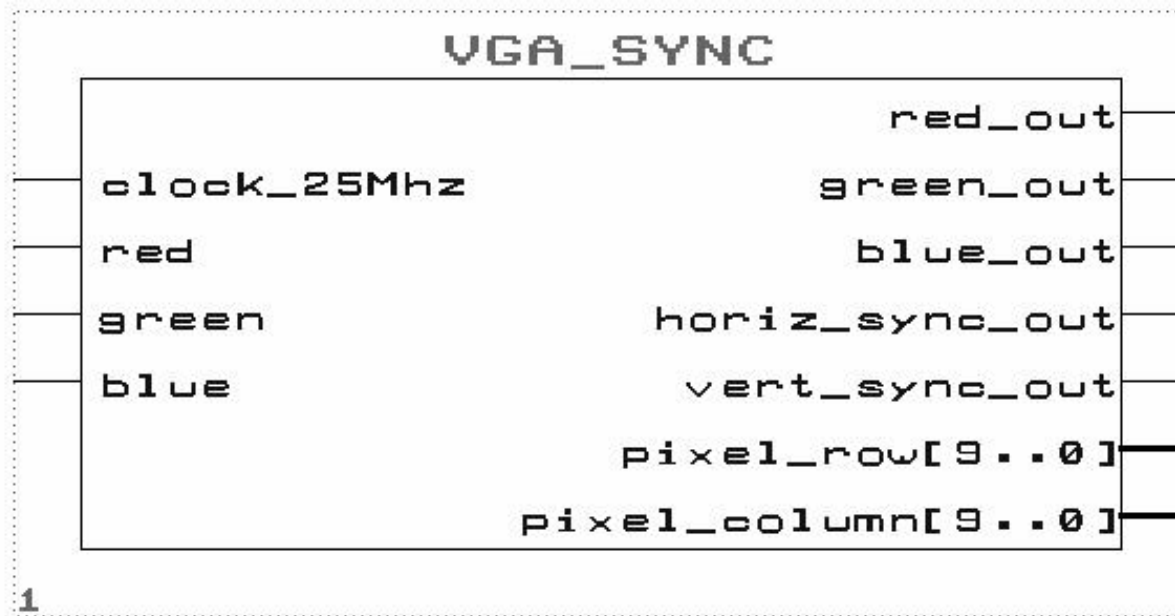 VGA_SYNC
red_out
clock_25Mhz green_out
red blue_out
green horiz_sync_out
blue vert_sync_out
pixel_row[9..0]
pixel_column[9..0]
1